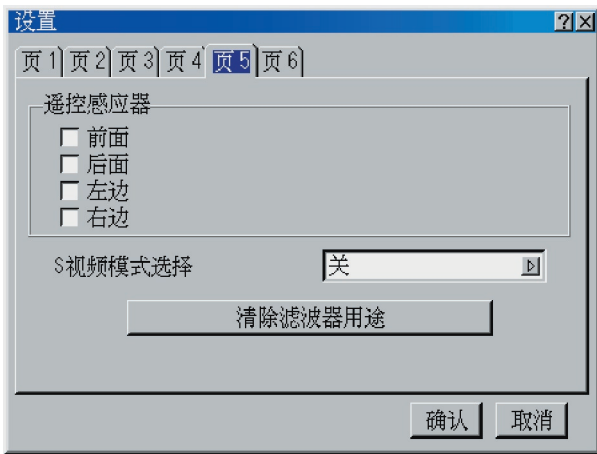 设置
页1 页2 页3 页4 页5 页6
遥控感应器
前面
后面
左边
右边
S视频模式选择 关
清除滤波器用途
确认 取消